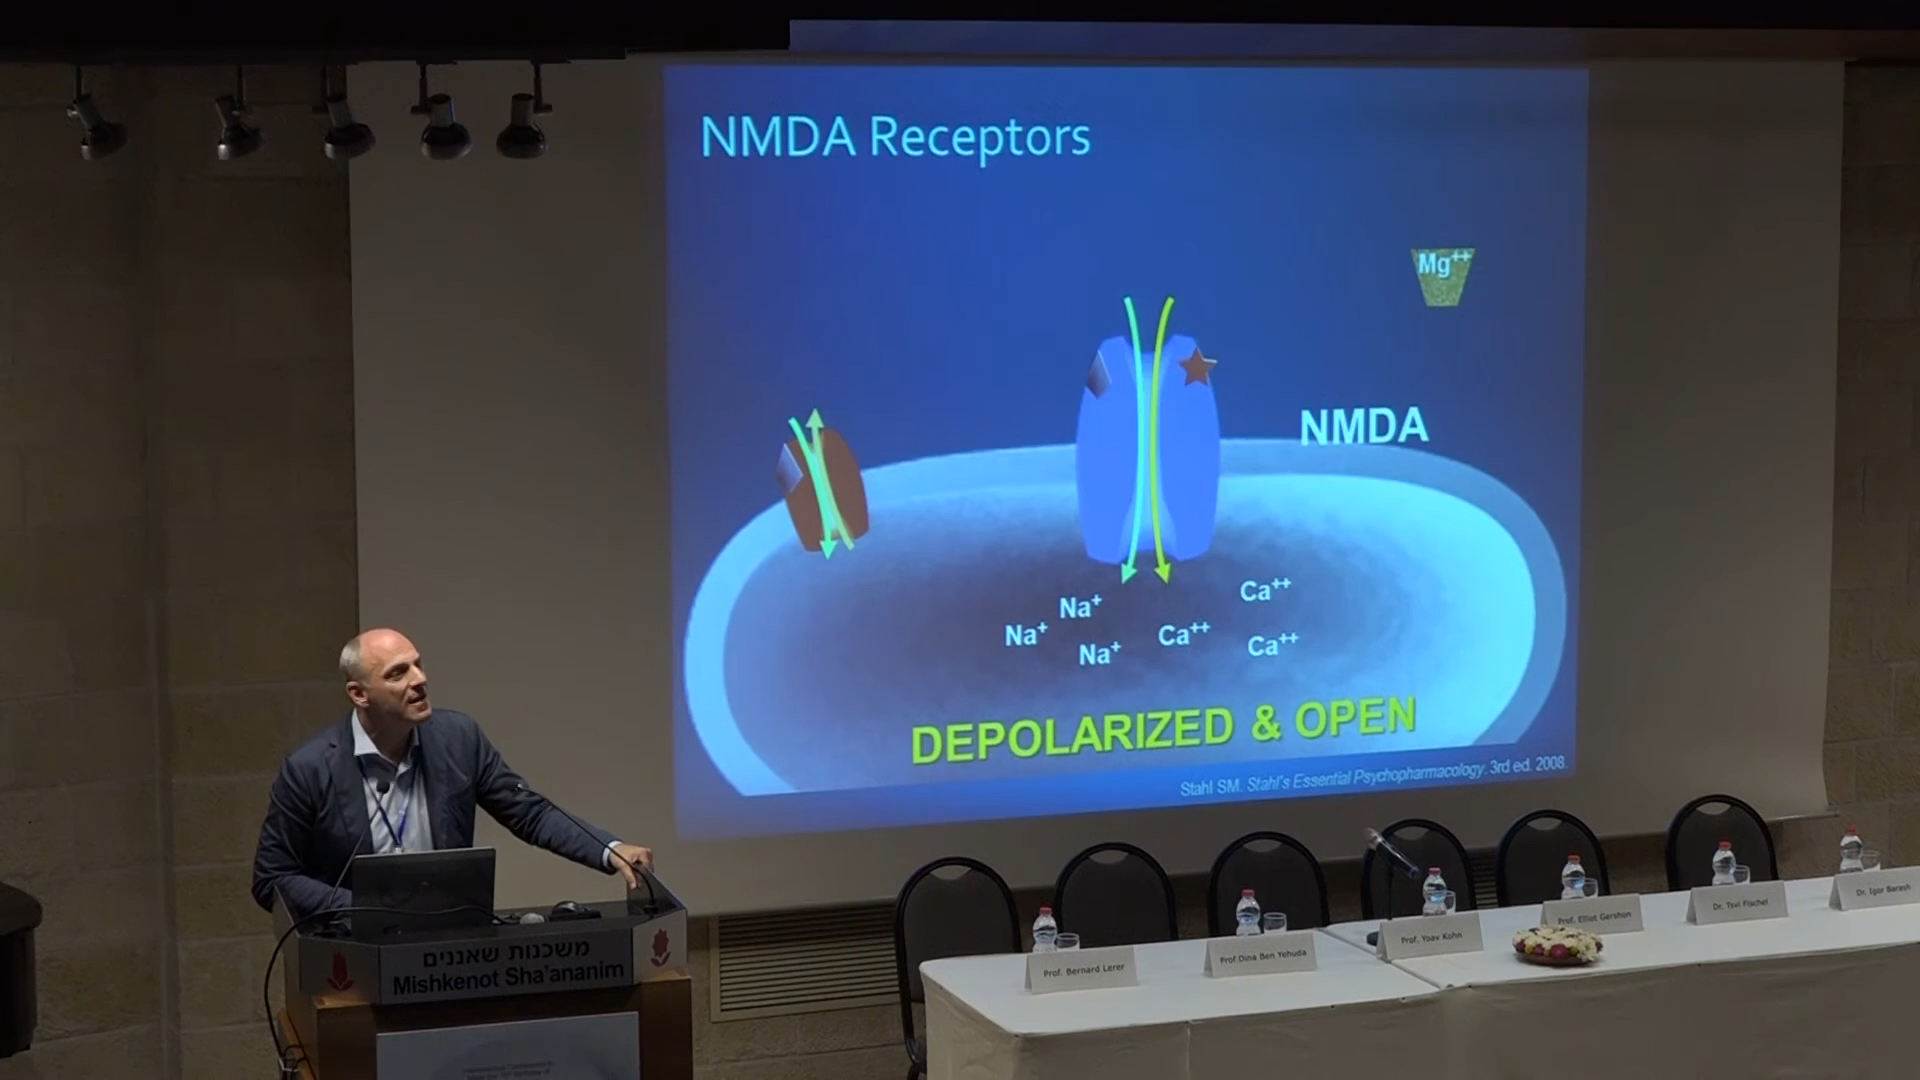 NMDA Receptors
Mg++
NMDA
Na+
Ca++
Na+
Ca++
Na+
Ca++
DEPOLARIZED & OPEN
Stahl SM. Stahl's Essential Psychopharmacology. 3rd ed. 2008.
משכנות שאננים
Mishkenot Sha'ananim
Prof. Bernard Lerer
Prof.Dina Ben Yehuda
Prof. Yoav Kohn
Prof. Elliot Gershon
Dr. Tsvi Fischel
Dr. Igor Barash